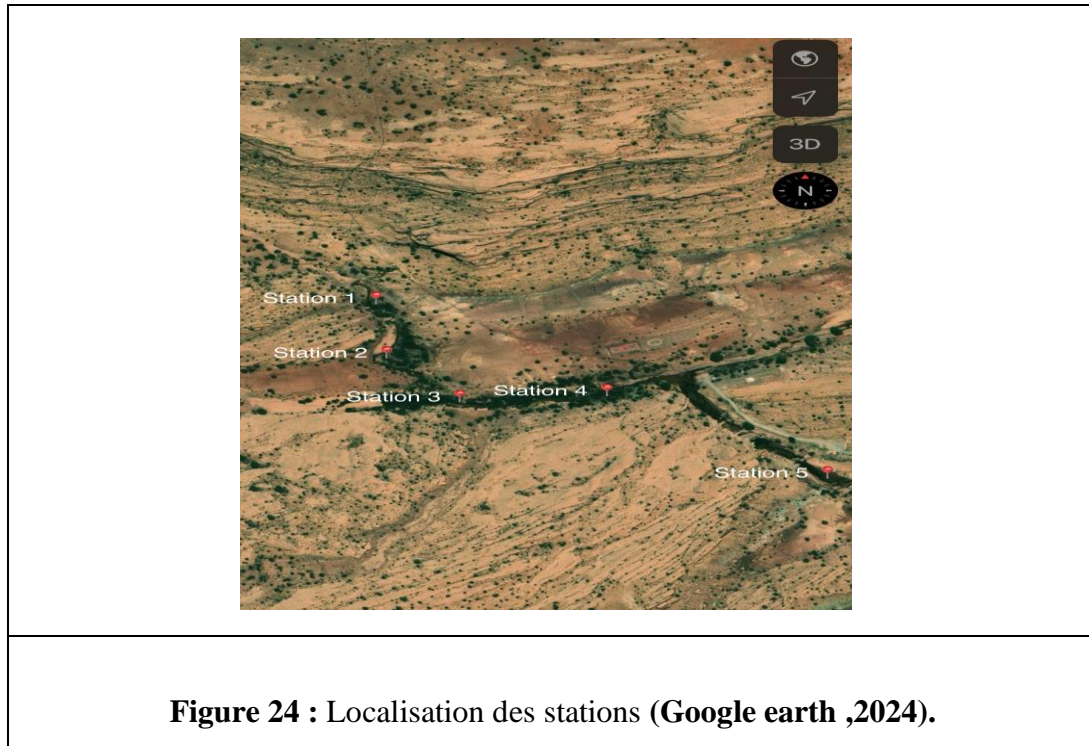 3D
N
Station 1
Station 2
Station 3
Station 4
Station 5
Figure 24 : Localisation des stations (Google earth ,2024).